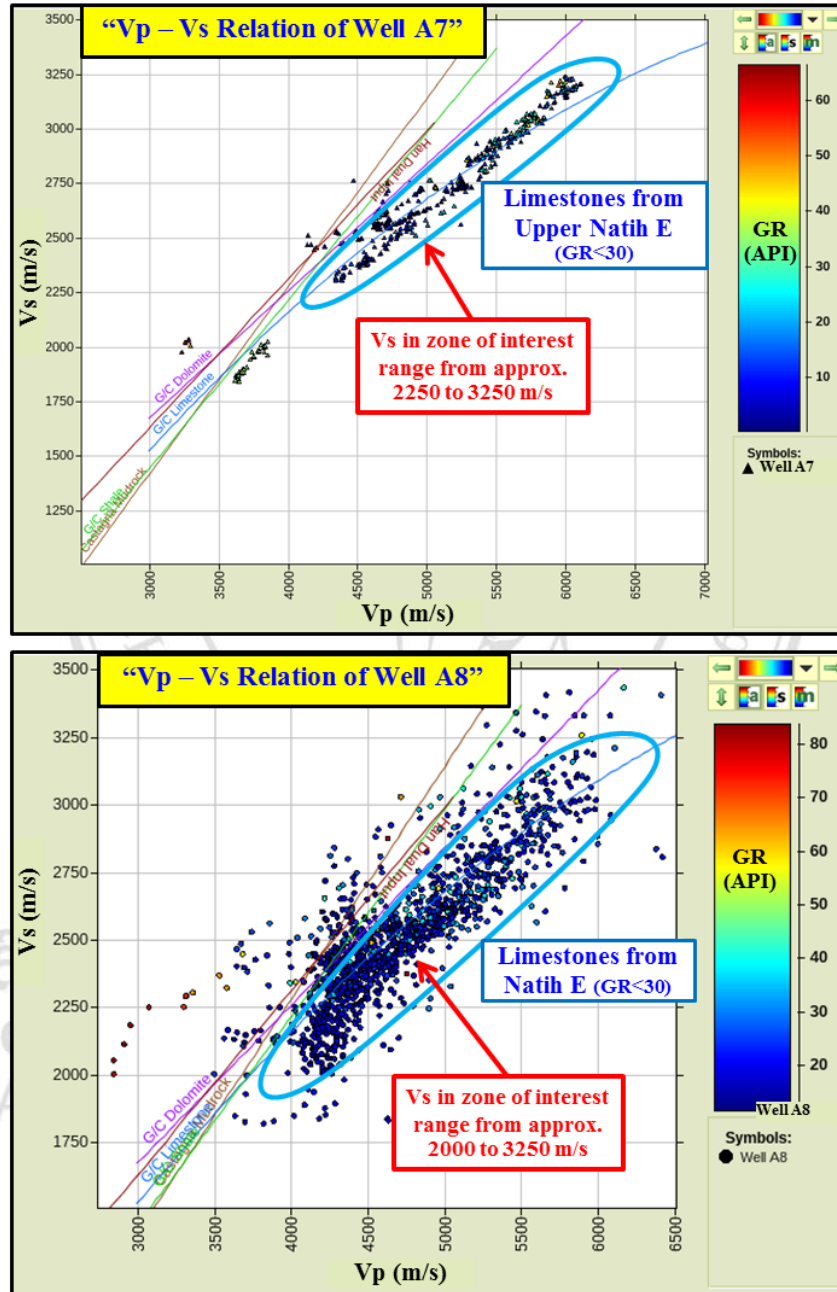 “Vp – Vs Relation of Well A7”
3500
3250
3000
2750
2500
2250
2000
1750
1500
1250
Vs (m/s)
Han Dual Input
G/C Dolomite
G/C Limestone
G/C Shale
Castagna Mudrock
Limestones from
Upper Natih E
(GR<30)
Vs in zone of interest
range from approx.
2250 to 3250 m/s
3000
3500
4000
4500
5000
5500
6000
6500
7000
Vp (m/s)
a s m
60
50
40
30
20
10
GR
(API)
Symbols:
Well A7
“Vp – Vs Relation of Well A8”
3500
3250
3000
2750
2500
2250
2000
1750
Vs (m/s)
Han Dual Input
G/C Dolomite
G/C Limestone
Mudrock
Limestones from
Natih E (GR<30)
Vs in zone of interest
range from approx.
2000 to 3250 m/s
3000
3500
4000
4500
5000
5500
6000
6500
Vp (m/s)
a s m
80
70
60
50
40
30
20
GR
(API)
Well A8
Symbols:
Well A8